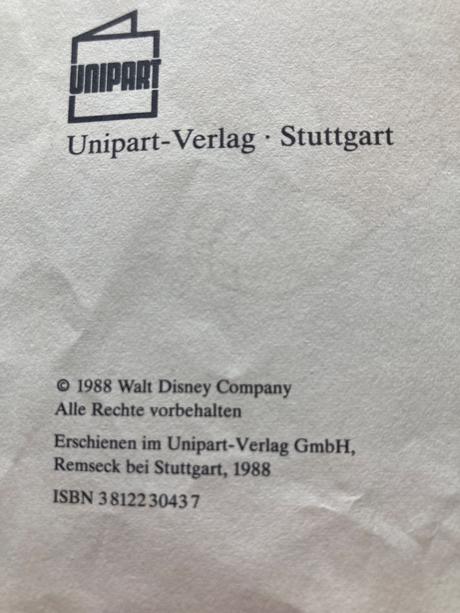 UNIPART
Unipart-Verlag · Stuttgart
© 1988 Walt Disney Company
Alle Rechte vorbehalten
Erschienen im Unipart-Verlag GmbH,
Remseck bei Stuttgart, 1988
ISBN 3 8122 3043 7